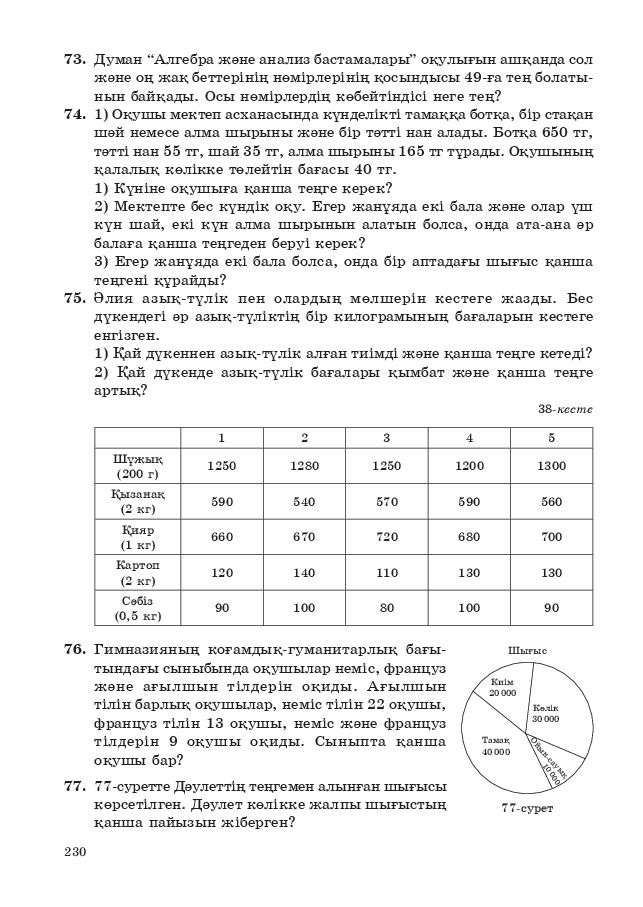 73. Думан “Алгебра және анализ бастамалары” оқулығын ашқанда сол
және оң жақ беттерінің нөмірлерінің қосындысы 49-ға тең болаты-
нын байқады. Осы нөмірлердің көбейтіндісі неге тең?
74. 1) Оқушы мектеп асханасында күнделікті тамаққа ботқа, бір стақан
шәй немесе алма шырыны және бір тәтті нан алады. Ботқа 650 тг,
тәтті нан 55 тг, шай 35 тг, алма шырыны 165 тг тұрады. Оқушының
қалалық көлікке төлейтін бағасы 40 тг.
1) Күніне оқушыға қанша теңге керек?
2) Мектепте бес күндік оқу. Егер жанұяда екі бала және олар үш
күн шай, екі күн алма шырынын алатын болса, онда ата-ана әр
балаға қанша теңгеден беруі керек?
3) Егер жанұяда екі бала болса, онда бір аптадағы шығыс қанша
теңгені құрайды?
75. Әлия азық-түлік пен олардың мөлшерін кестеге жазды. Бес
дүкендегі әр азық-түліктің бір килограмының бағаларын кестеге
енгізген.
1) Қай дүкеннен азық-түлік алған тиімді және қанша теңге кетеді?
2) Қай дүкенде азық-түлік бағалары қымбат және қанша теңге
артық?
38-кесте
1 2 3 4 5
Шұжық
(200 г) 1250 1280 1250 1200 1300
Қызанақ
(2 кг) 590 540 570 590 560
Қияр
(1 кг) 660 670 720 680 700
Картоп
(2 кг) 120 140 110 130 130
Сәбіз
(0,5 кг) 90 100 80 100 90
76. Гимназияның коғамдық-гуманитарлық бағы-
тындағы сыныбында оқушылар неміс, француз
және ағылшын тілдерін оқиды. Ағылшын
тілін барлық оқушылар, неміс тілін 22 оқушы,
француз тілін 13 оқушы, неміс және француз
тілдерін 9 оқушы оқиды. Сыныпта қанша
оқушы бар?
77. 77-суретте Дәулеттің теңгемен алынған шығысы
көрсетілген. Дәулет көлікке жалпы шығыстың
қанша пайызын жіберген?
Шығыс
Киім
20 000
Көлік
30 000
Тамақ
40 000
Ойын-сауық
10 000
77-сурет
230